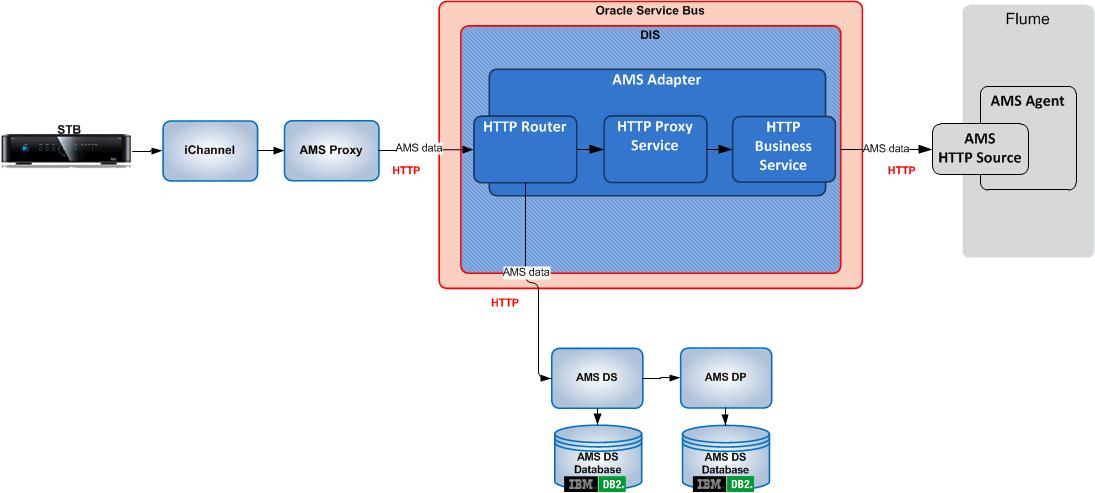 Oracle Service Bus
DIS
Flume
AMS Adapter
STB
iChannel
AMS Proxy
AMS data
HTTP
HTTP Router
HTTP Proxy
Service
HTTP
Business
Service
AMS data
HTTP
AMS Agent
AMS
HTTP Source
AMS data
HTTP
AMS DS
AMS DP
AMS DS
Database
IBM DB2.
AMS DS
Database
IBM DB2.